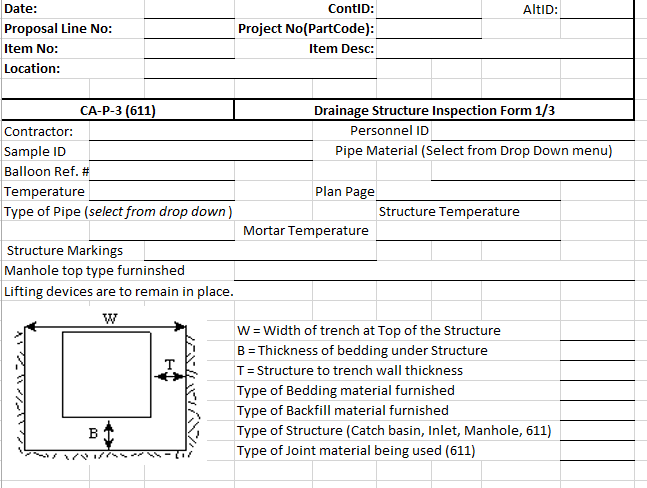 Date: ContID: AltID:
Proposal Line No: Project No(PartCode):
Item No: Item Desc:
Location:
CA-P-3 (611) Drainage Structure Inspection Form 1/3
Contractor: Personnel ID
Sample ID Pipe Material (Select from Drop Down menu)
Balloon Ref. #
Temperature Plan Page
Type of Pipe (select from drop down) Structure Temperature
Mortar Temperature
Structure Markings
Manhole top type furninshed
Lifting devices are to remain in place.
W
W = Width of trench at Top of the Structure
B = Thickness of bedding under Structure
T T = Structure to trench wall thickness
Type of Bedding material furnished
Type of Backfill material furnished
B Type of Structure (Catch basin, Inlet, Manhole, 611)
Type of Joint material being used (611)